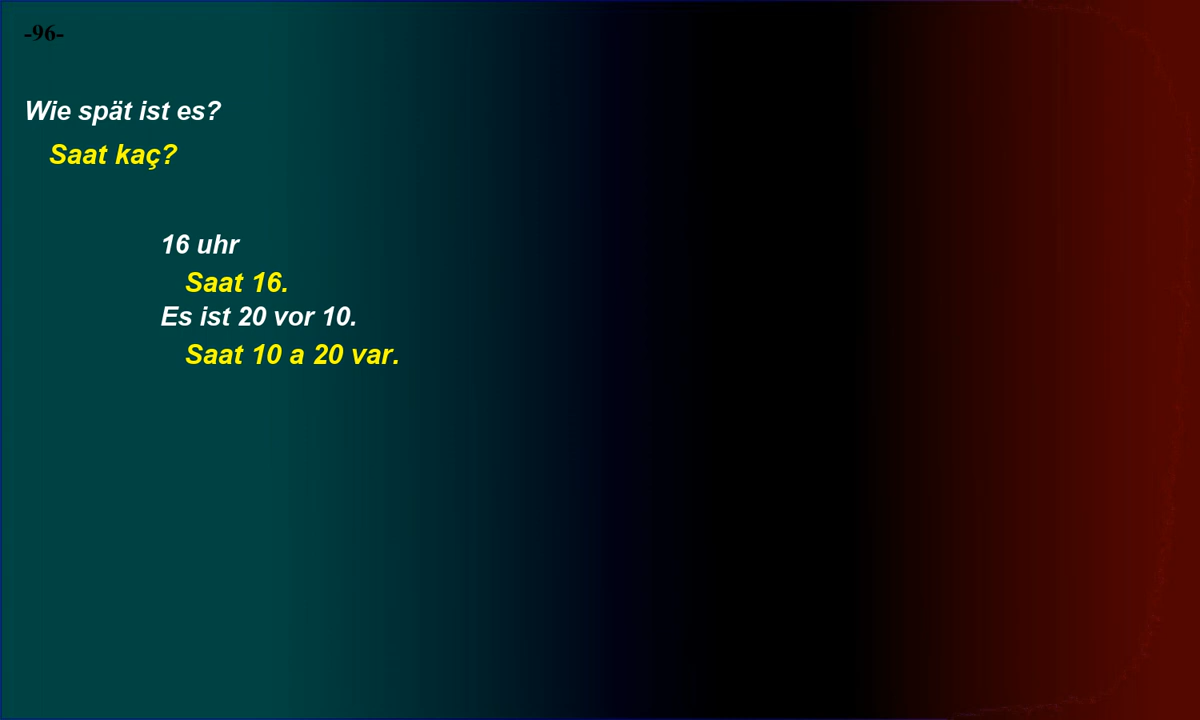 -96-
Wie spät ist es?
Saat kaç?
16 uhr
Saat 16.
Es ist 20 vor 10.
Saat 10 a 20 var.